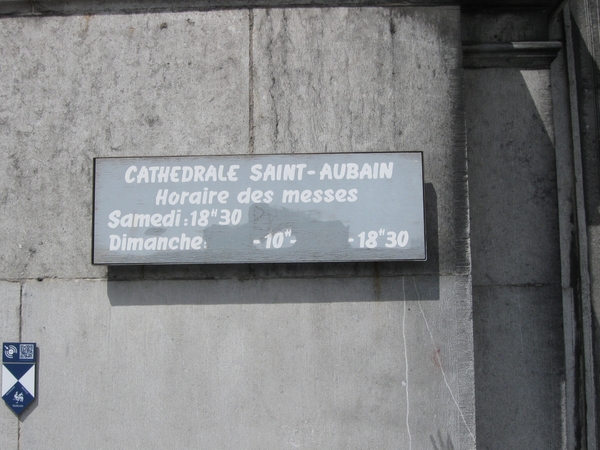 CATHEDRALE SAINT-AUBAIN
Horaire des messes
Samedi : 18H30
Dimanche: -10H- -18H30